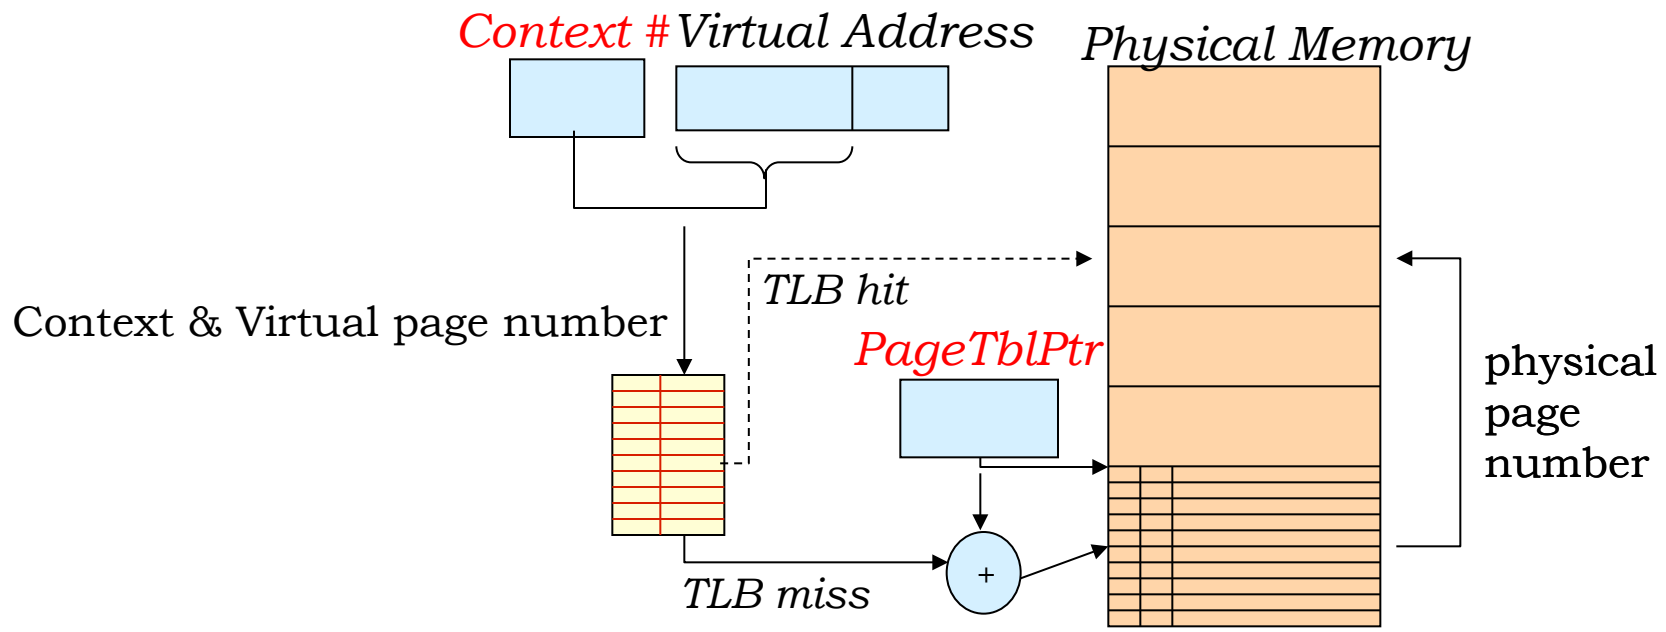 Context #
Virtual Address
Physical Memory
TLB hit
Context & Virtual page number
PageTblPtr
physical
page
number
+
TLB miss